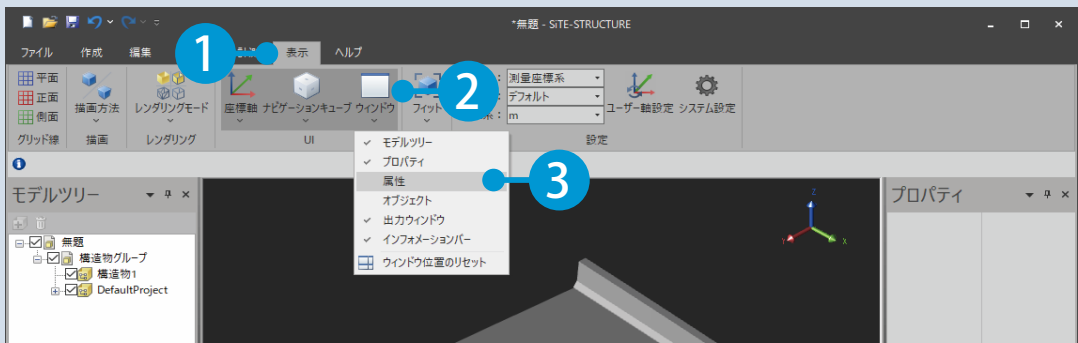 *無題 - SiTE-STRUCTURE
ファイル 作成 編集 表示 ヘルプ
1
平面
正面
側面
グリッド線
描画方法
描画
レンダリングモード
レンダリング
座標軸 ナビゲーションキューブ ウィンドウ
UI
2
フィット
: 測量座標系
: デフォルト
: m
ユーザー軸設定 システム設定
設定
モデルツリー
プロパティ
属性
オブジェクト
出力ウィンドウ
インフォメーションバー
ウィンドウ位置のリセット
3
モデルツリー
無題
構造物グループ
構造物1
DefaultProject
Z
Y
X
プロパティ